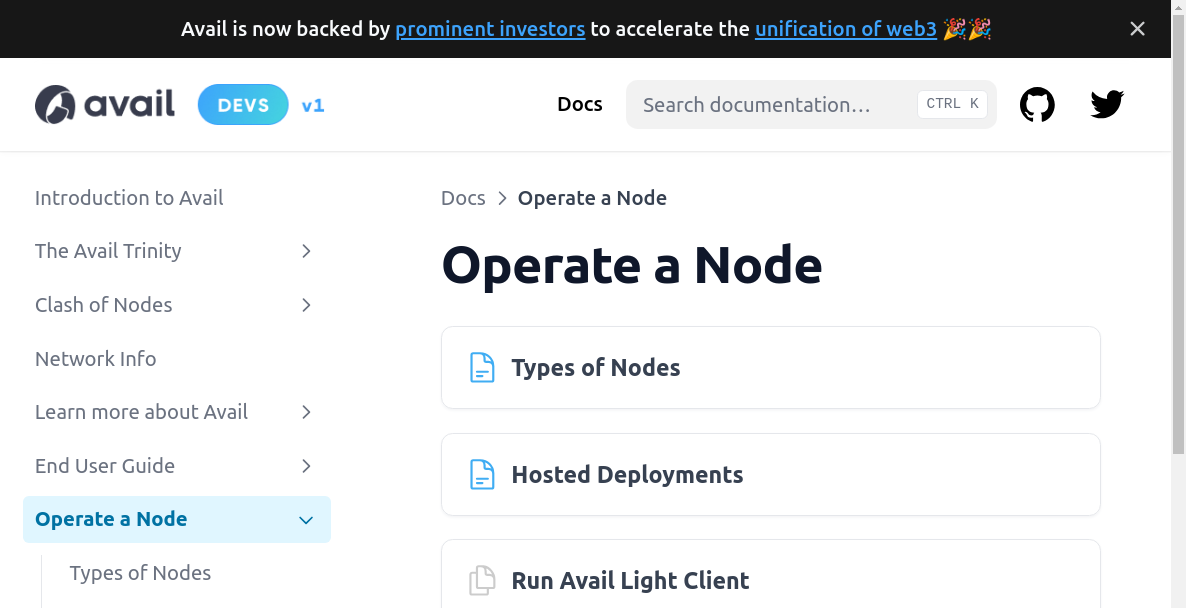 Avail is now backed by prominent investors to accelerate the unification of web3 🎉🎉
avail DEVS v1 Docs Search documentation… CTRL K
Introduction to Avail
The Avail Trinity
Clash of Nodes
Network Info
Learn more about Avail
End User Guide
Operate a Node
Types of Nodes
Docs > Operate a Node
Operate a Node
Types of Nodes
Hosted Deployments
Run Avail Light Client